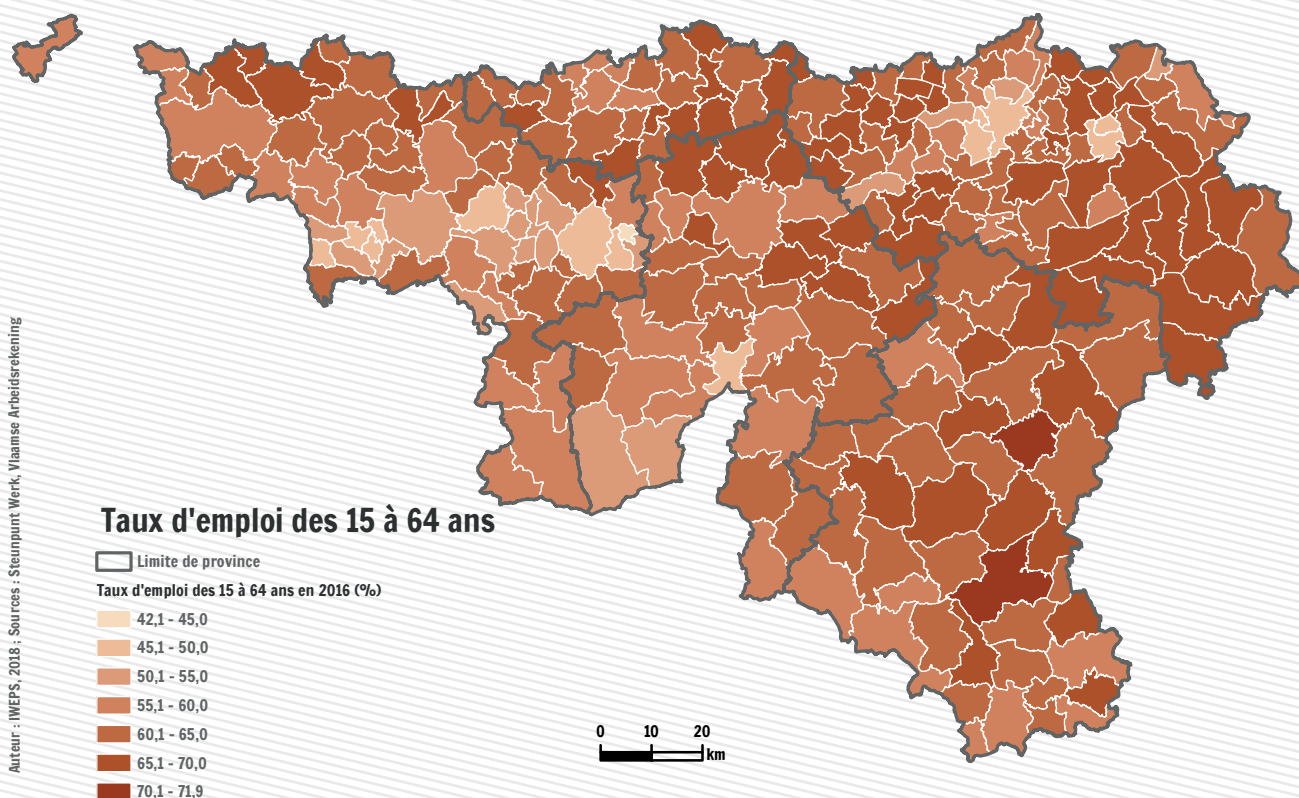 Taux d'emploi des 15 à 64 ans
Limite de province
Taux d'emploi des 15 à 64 ans en 2016 (%)
42,1 - 45,0
45,1 - 50,0
50,1 - 55,0
55,1 - 60,0
60,1 - 65,0
65,1 - 70,0
70,1 - 71,9
0 10 20
km
Auteur : IWEPS, 2018 ; Sources : Steunpunt Werk, Vlaamse Arbeidsrekening